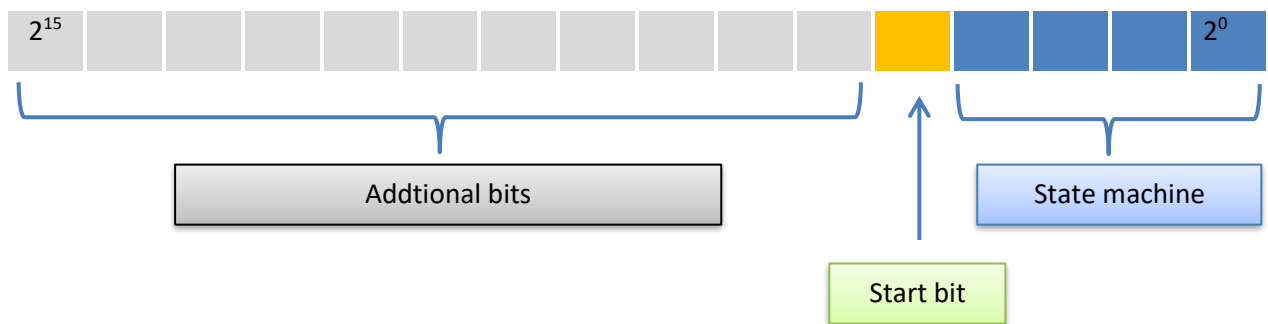 2¹⁵ 2⁰
Addtional bits
State machine
Start bit